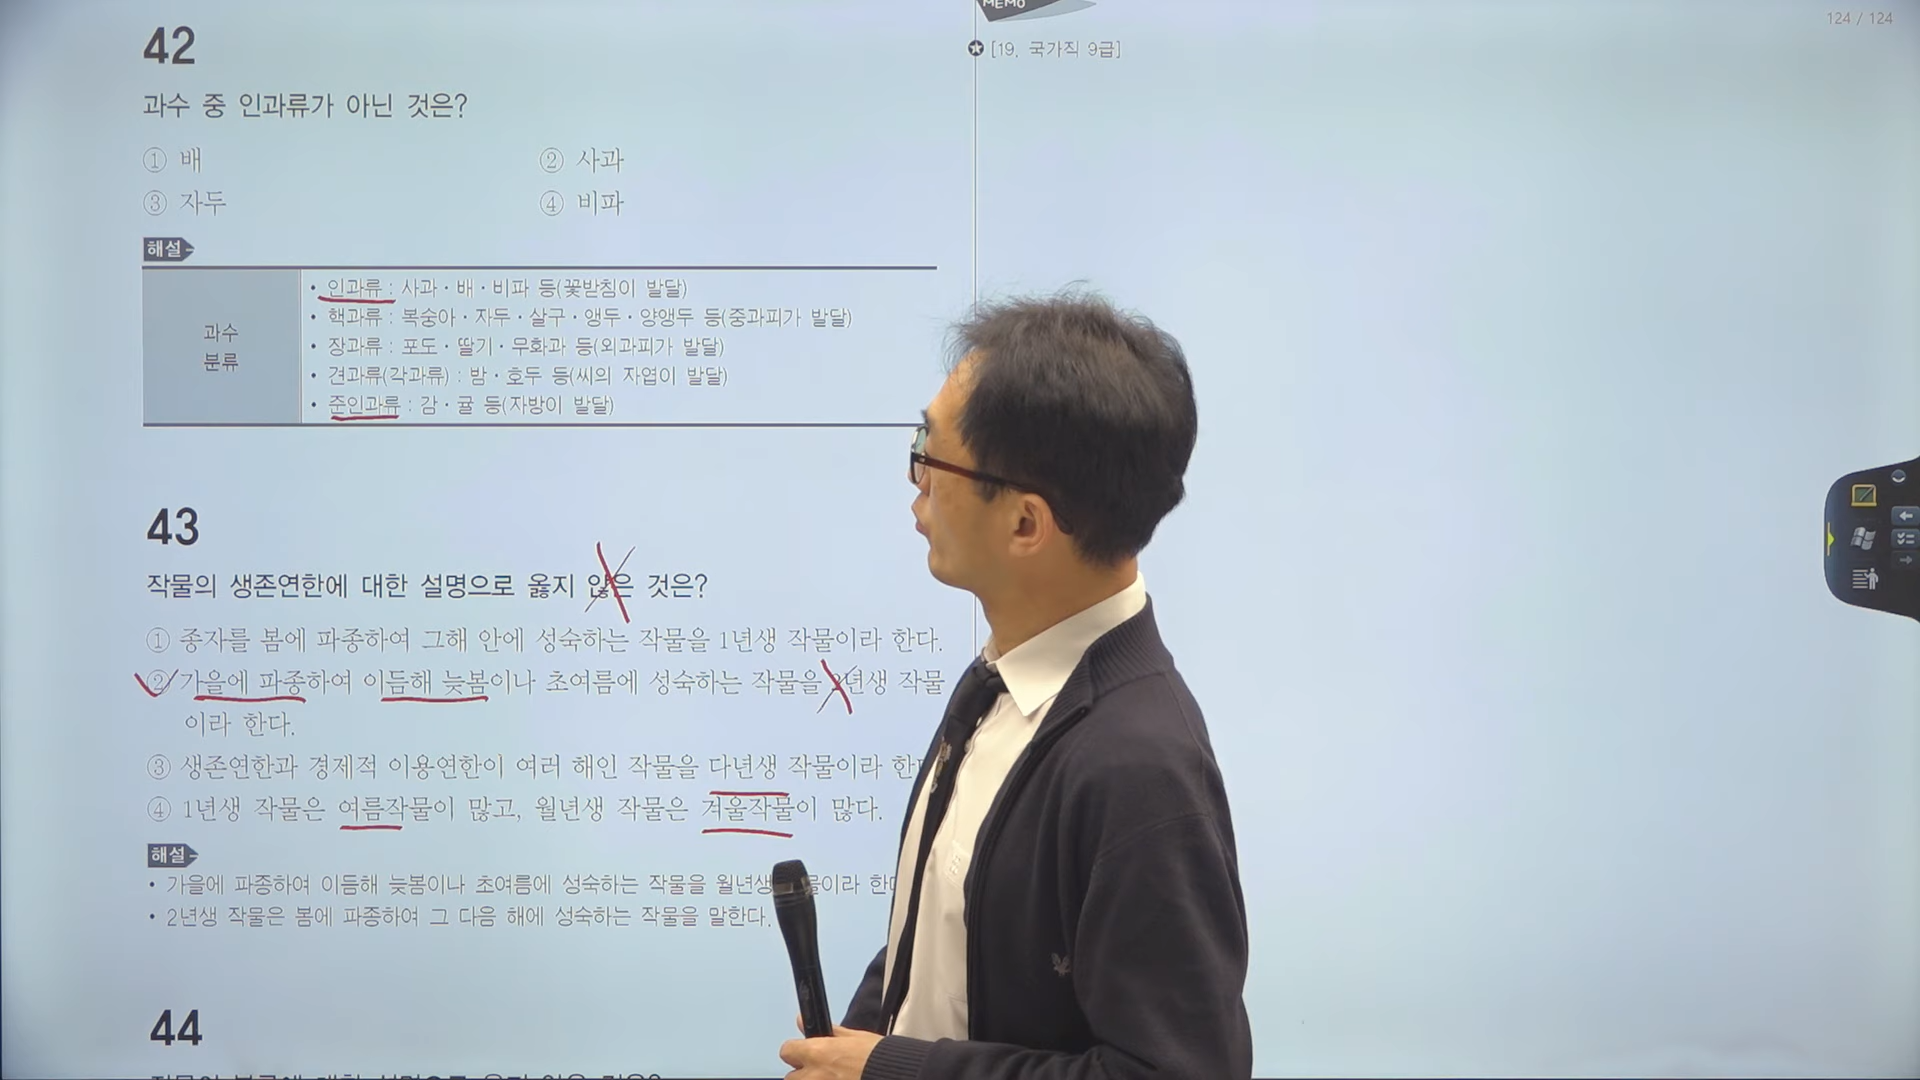 MEMO
124 / 124
42
[19. 국가직 9급]
과수 중 인과류가 아닌 것은?
① 배
② 사과
③ 자두
④ 비파
해설
과수 분류
• 인과류 : 사과·배·비파 등(꽃받침이 발달)
• 핵과류 : 복숭아·자두·살구·앵두·양앵두 등(중과피가 발달)
• 장과류 : 포도·딸기·무화과 등(외과피가 발달)
• 견과류(각과류) : 밤·호두 등(씨의 자엽이 발달)
• 준인과류 : 감·귤 등(자방이 발달)
43
작물의 생존연한에 대한 설명으로 옳지 않은 것은?
① 종자를 봄에 파종하여 그해 안에 성숙하는 작물을 1년생 작물이라 한다.
② 가을에 파종하여 이듬해 늦봄이나 초여름에 성숙하는 작물을 2년생 작물
이라 한다.
③ 생존연한과 경제적 이용연한이 여러 해인 작물을 다년생 작물이라 한
④ 1년생 작물은 여름작물이 많고, 월년생 작물은 겨울작물이 많다.
해설
• 가을에 파종하여 이듬해 늦봄이나 초여름에 성숙하는 작물을 월년생 물이라 한
• 2년생 작물은 봄에 파종하여 그 다음 해에 성숙하는 작물을 말한다.
44